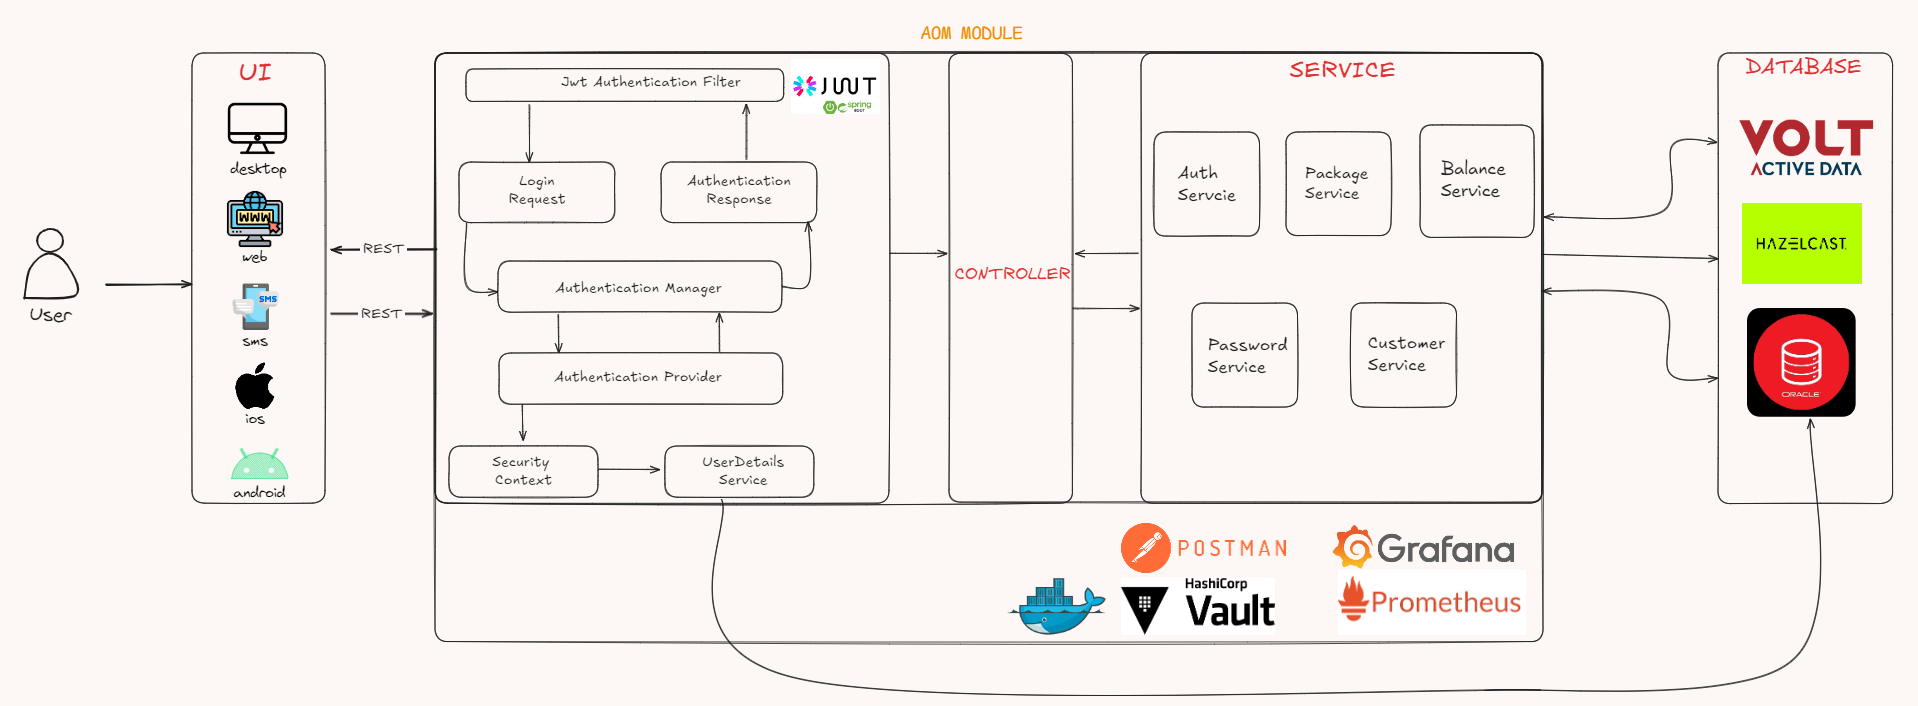 AOM MODULE
UI
desktop
WWW
web
SMS
sms
ios
android
User
REST
REST
Jwt Authentication Filter
JUUT
spring
BOOT
Login
Request
Authentication
Response
Authentication Manager
Authentication Provider
Security
Context
UserDetails
Service
CONTROLLER
SERVICE
Auth
Servcie
Package
Service
Balance
Service
Password
Service
Customer
Service
POSTMAN
Grafana
HashiCorp
Vault
Prometheus
DATABASE
VOLT
ACTIVE DATA
HAZELCAST
ORACLE